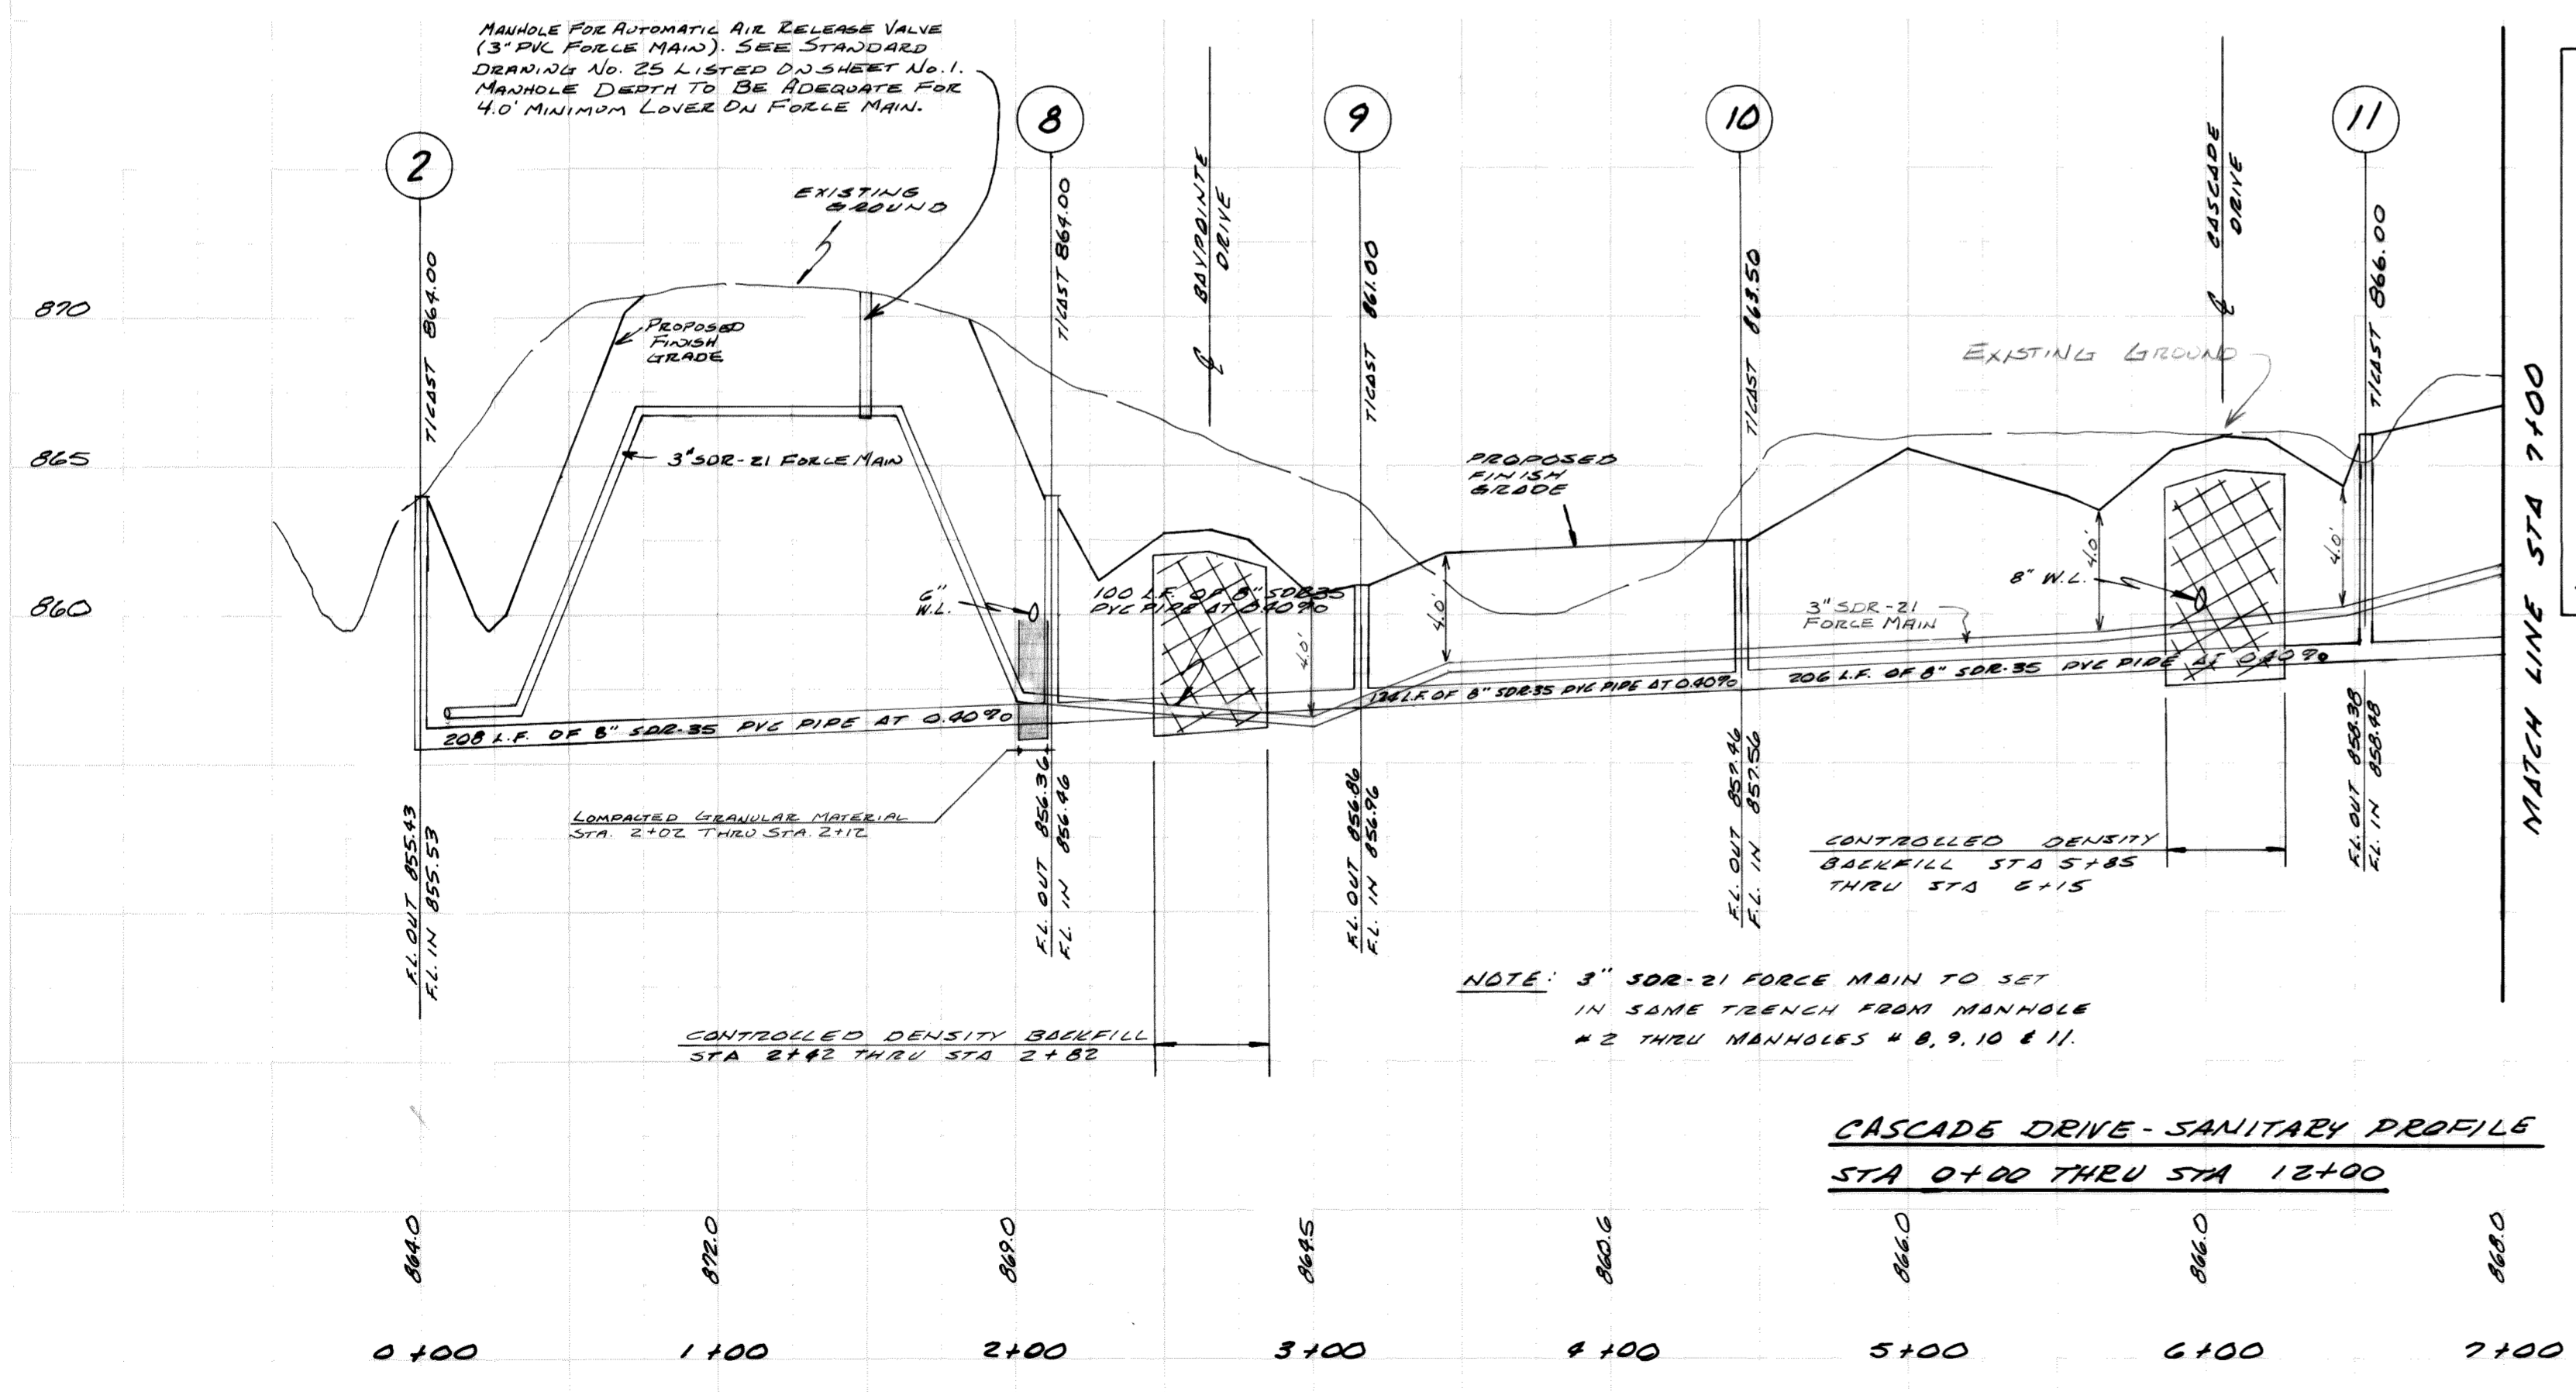 MANHOLE FOR AUTOMATIC AIR RELEASE VALVE
(3" PVC FORCE MAIN). SEE STANDARD
DRAWING No. 25 LISTED ON SHEET No. 1.
MANHOLE DEPTH TO BE ADEQUATE FOR
4.0' MINIMUM COVER ON FORCE MAIN.
2
8
9
10
11
T/CAST 864.00
EXISTING
GROUND
T/CAST 864.00
℄ BAYPOINTE
DRIVE
T/CAST 861.00
T/CAST 863.50
℄ CASCADE
DRIVE
T/CAST 866.00
MATCH LINE STA 7+00
870
865
860
PROPOSED
FINISH
GRADE
3" SDR-21 FORCE MAIN
EXISTING GROUND
PROPOSED
FINISH
GRADE
6"
W.L.
100 L.F. OF 8" SDR-35
PVC PIPE AT 0.40%
4.0'
4.0'
4.0'
4.0'
8" W.L.
3" SDR-21
FORCE MAIN
208 L.F. OF 8" SDR-35 PVC PIPE AT 0.40%
124 L.F. OF 8" SDR-35 PVC PIPE AT 0.40%
206 L.F. OF 8" SDR-35 PVC PIPE AT 0.40%
COMPACTED GRANULAR MATERIAL
STA. 2+02 THRU STA. 2+12
F.L. OUT 855.43
F.L. IN 855.53
F.L. OUT 856.36
F.L. IN 856.46
F.L. OUT 856.86
F.L. IN 856.96
F.L. OUT 857.46
F.L. IN 857.56
F.L. OUT 858.38
F.L. IN 858.48
CONTROLLED DENSITY
BACKFILL STA 5+85
THRU STA 6+15
CONTROLLED DENSITY BACKFILL
STA 2+42 THRU STA 2+82
NOTE: 3" SDR-21 FORCE MAIN TO SET
IN SAME TRENCH FROM MANHOLE
#2 THRU MANHOLES # 8, 9, 10 & 11.
CASCADE DRIVE - SANITARY PROFILE
STA 0+00 THRU STA 12+00
864.0
872.0
869.0
864.5
860.6
866.0
866.0
868.0
0+00
1+00
2+00
3+00
4+00
5+00
6+00
7+00